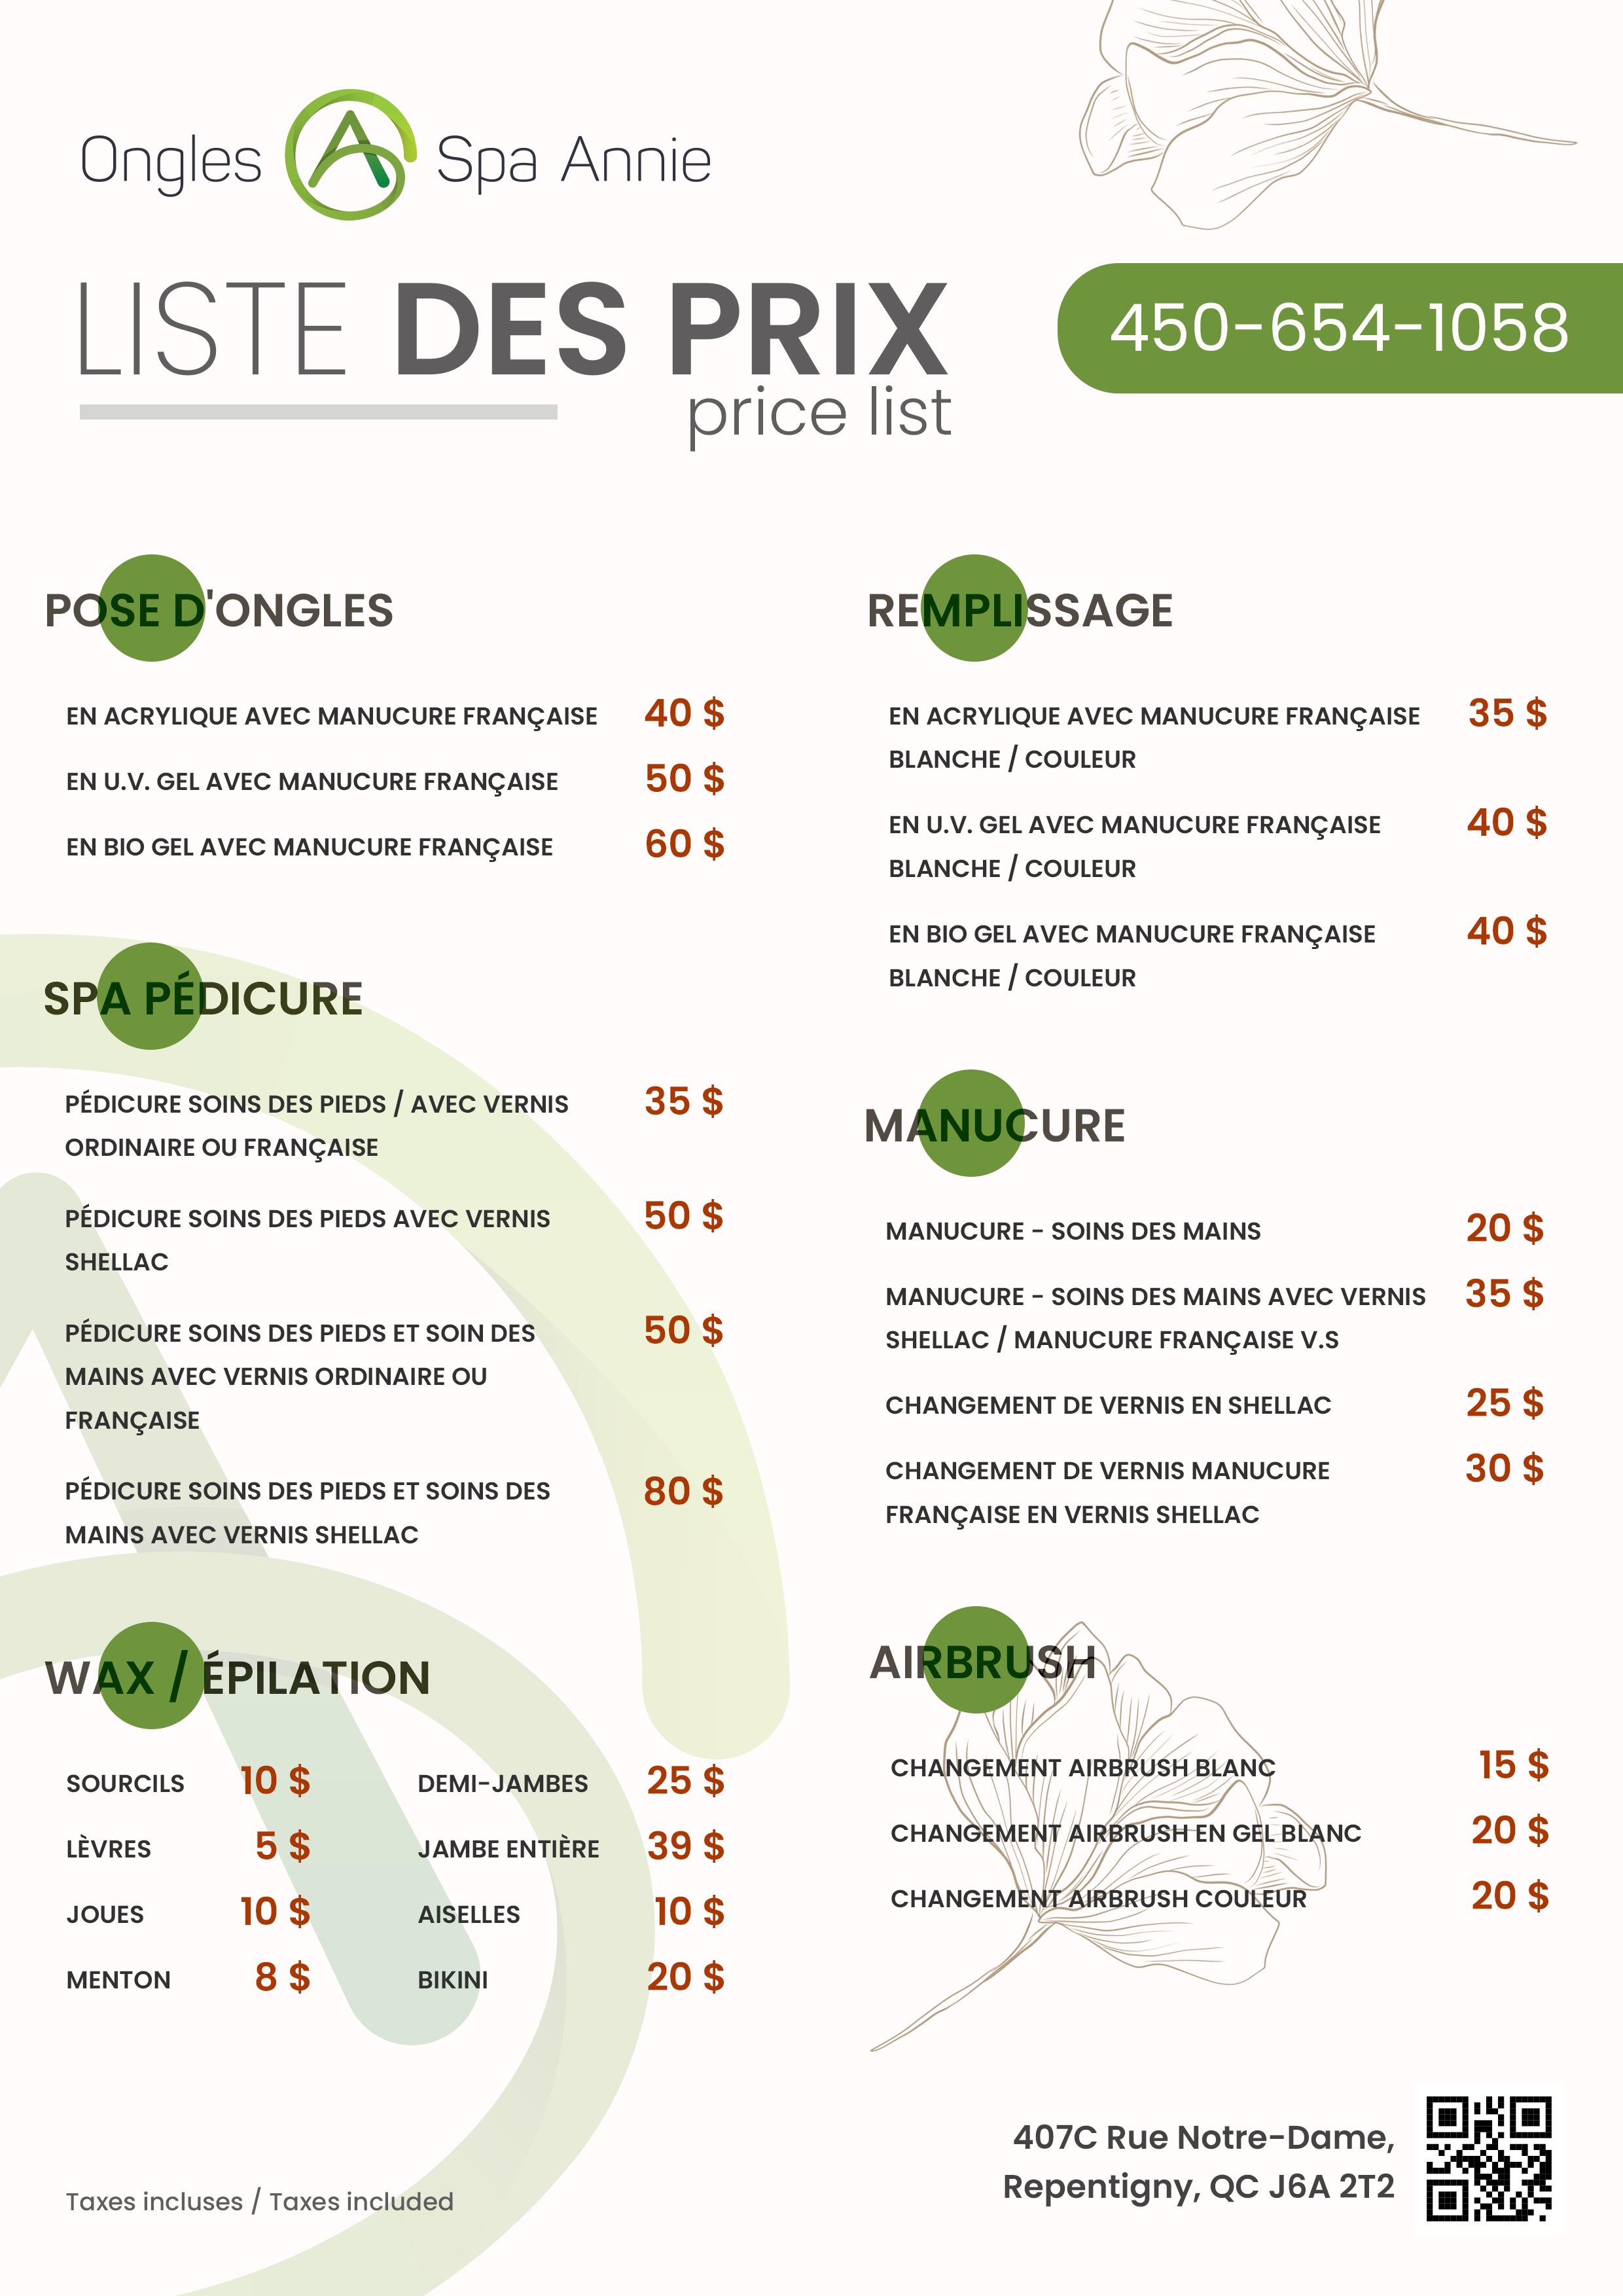 Ongles Spa Annie
LISTE DES PRIX
price list
450-654-1058
POSE D'ONGLES
EN ACRYLIQUE AVEC MANUCURE FRANÇAISE 40 $
EN U.V. GEL AVEC MANUCURE FRANÇAISE 50 $
EN BIO GEL AVEC MANUCURE FRANÇAISE 60 $
SPA PÉDICURE
PÉDICURE SOINS DES PIEDS / AVEC VERNIS 35 $
ORDINAIRE OU FRANÇAISE
PÉDICURE SOINS DES PIEDS AVEC VERNIS 50 $
SHELLAC
PÉDICURE SOINS DES PIEDS ET SOIN DES 50 $
MAINS AVEC VERNIS ORDINAIRE OU
FRANÇAISE
PÉDICURE SOINS DES PIEDS ET SOINS DES 80 $
MAINS AVEC VERNIS SHELLAC
WAX / ÉPILATION
SOURCILS 10 $ DEMI-JAMBES 25 $
LÈVRES 5 $ JAMBE ENTIÈRE 39 $
JOUES 10 $ AISELLES 10 $
MENTON 8 $ BIKINI 20 $
REMPLISSAGE
EN ACRYLIQUE AVEC MANUCURE FRANÇAISE 35 $
BLANCHE / COULEUR
EN U.V. GEL AVEC MANUCURE FRANÇAISE 40 $
BLANCHE / COULEUR
EN BIO GEL AVEC MANUCURE FRANÇAISE 40 $
BLANCHE / COULEUR
MANUCURE
MANUCURE - SOINS DES MAINS 20 $
MANUCURE - SOINS DES MAINS AVEC VERNIS 35 $
SHELLAC / MANUCURE FRANÇAISE V.S
CHANGEMENT DE VERNIS EN SHELLAC 25 $
CHANGEMENT DE VERNIS MANUCURE 30 $
FRANÇAISE EN VERNIS SHELLAC
AIRBRUSH
CHANGEMENT AIRBRUSH BLANC 15 $
CHANGEMENT AIRBRUSH EN GEL BLANC 20 $
CHANGEMENT AIRBRUSH COULEUR 20 $
407C Rue Notre-Dame,
Repentigny, QC J6A 2T2
Taxes incluses / Taxes included